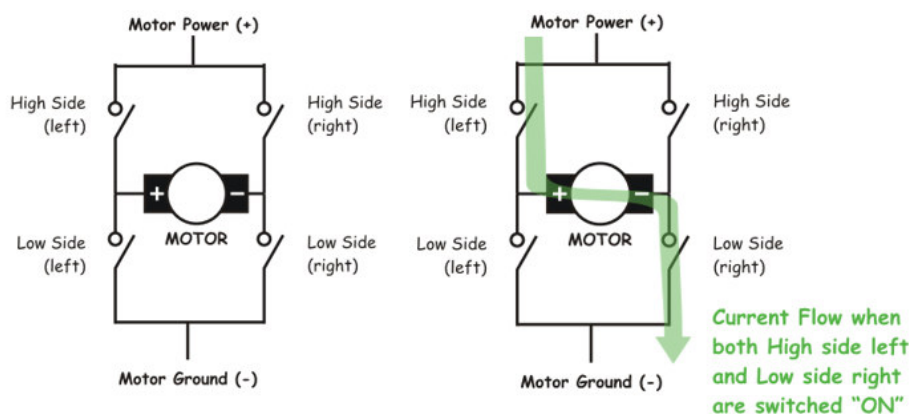 Motor Power (+)
High Side
(left)
High Side
(right)
+
−
MOTOR
Low Side
(left)
Low Side
(right)
Motor Ground (-)
Motor Power (+)
High Side
(left)
High Side
(right)
+
−
MOTOR
Low Side
(left)
Low Side
(right)
Motor Ground (-)
Current Flow when
both High side left
and Low side right
are switched “ON”